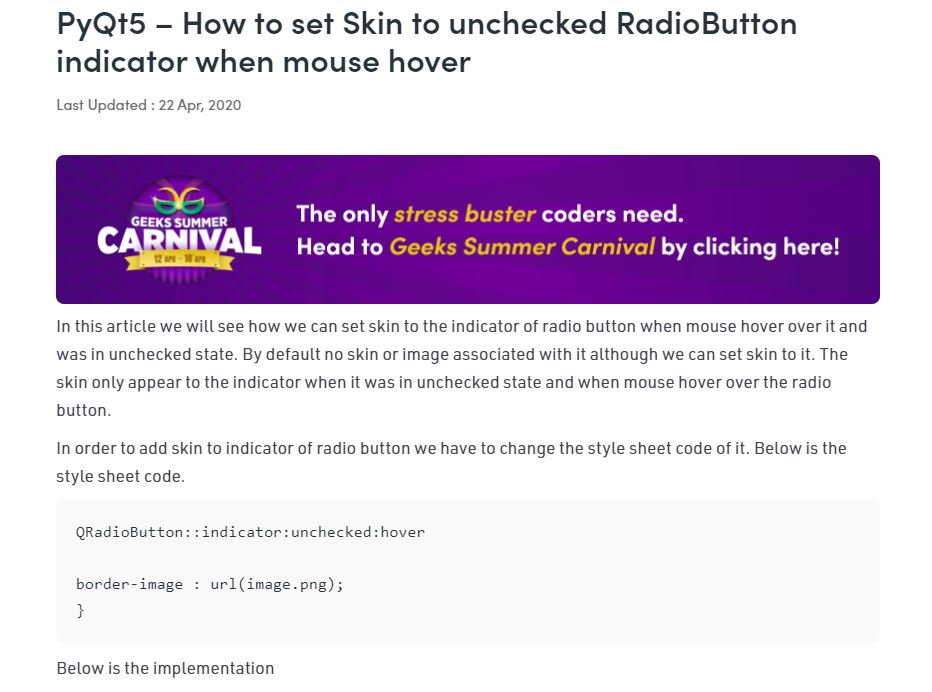 PyQt5 – How to set Skin to unchecked RadioButton
indicator when mouse hover
Last Updated : 22 Apr, 2020
GEEKS SUMMER
CARNIVAL
12 APR - 18 APR
The only stress buster coders need.
Head to Geeks Summer Carnival by clicking here!
In this article we will see how we can set skin to the indicator of radio button when mouse hover over it and
was in unchecked state. By default no skin or image associated with it although we can set skin to it. The
skin only appear to the indicator when it was in unchecked state and when mouse hover over the radio
button.
In order to add skin to indicator of radio button we have to change the style sheet code of it. Below is the
style sheet code.
QRadioButton::indicator:unchecked:hover
border-image : url(image.png);
}
Below is the implementation